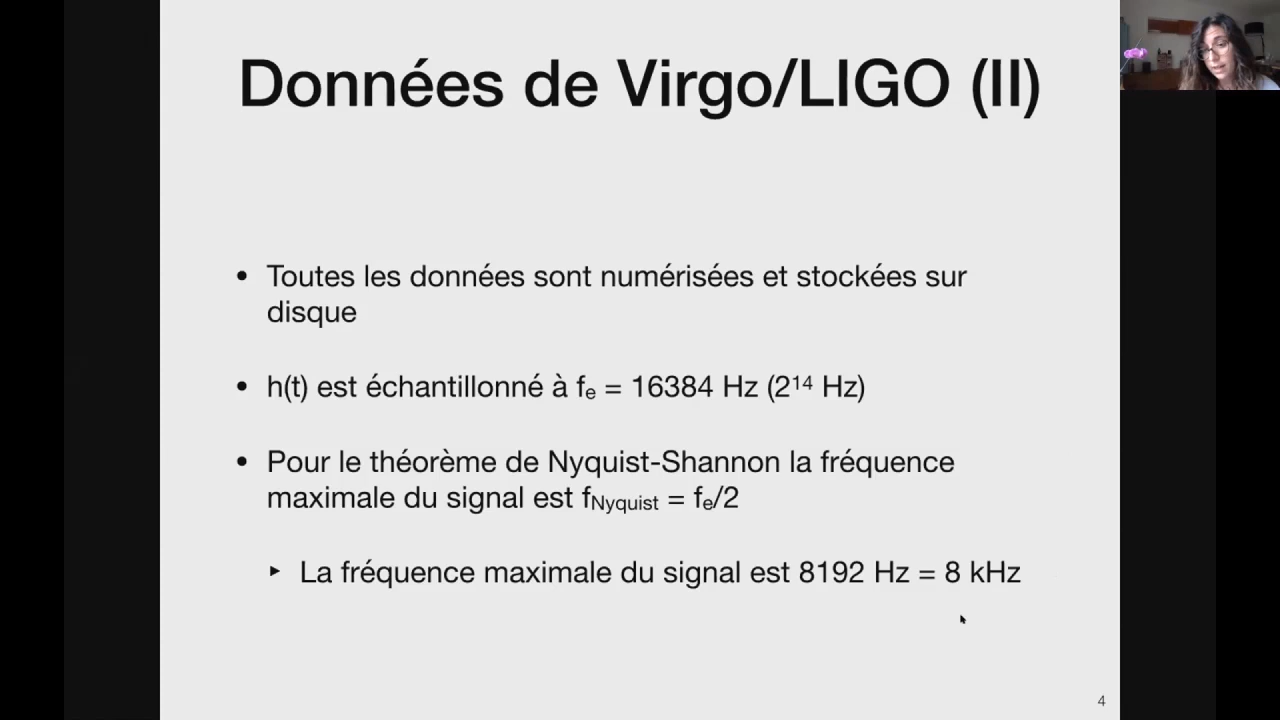 Données de Virgo/LIGO (II)
• Toutes les données sont numérisées et stockées sur
disque
• h(t) est échantillonné à fₑ = 16384 Hz (2¹⁴ Hz)
• Pour le théorème de Nyquist-Shannon la fréquence
maximale du signal est fNyquist = fₑ/2
‣ La fréquence maximale du signal est 8192 Hz = 8 kHz
4